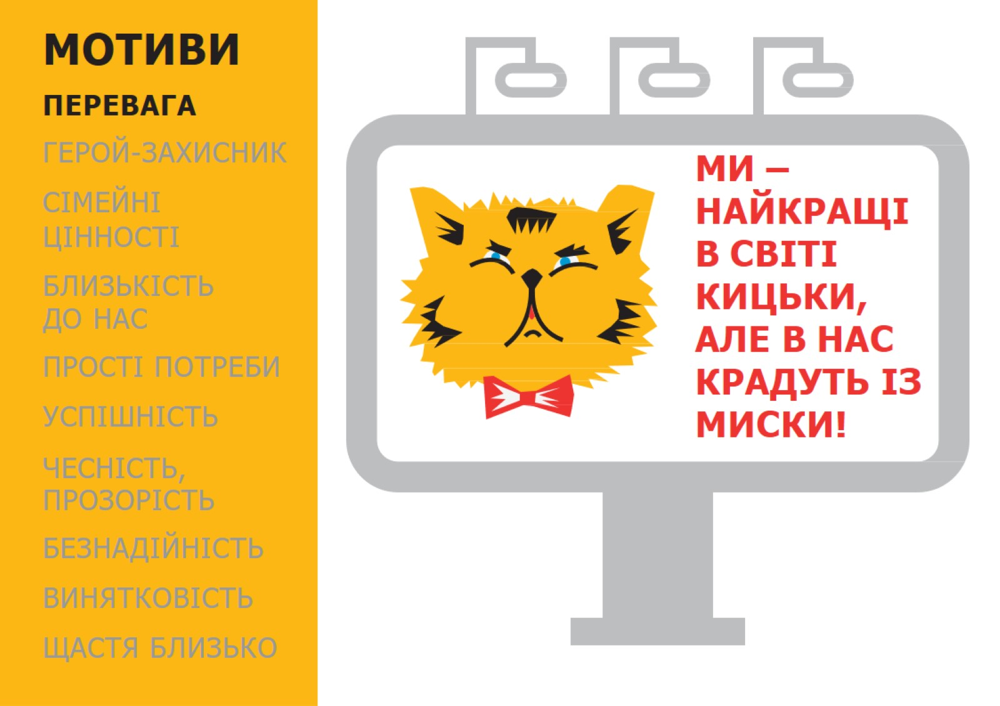 МОТИВИ
ПЕРЕВАГА
ГЕРОЙ-ЗАХИСНИК
СІМЕЙНІ
ЦІННОСТІ
БЛИЗЬКІСТЬ
ДО НАС
ПРОСТІ ПОТРЕБИ
УСПІШНІСТЬ
ЧЕСНІСТЬ,
ПРОЗОРІСТЬ
БЕЗНАДІЙНІСТЬ
ВИНЯТКОВІСТЬ
ЩАСТЯ БЛИЗЬКО
МИ –
НАЙКРАЩІ
В СВІТІ
КИЦЬКИ,
АЛЕ В НАС
КРАДУТЬ ІЗ
МИСКИ!